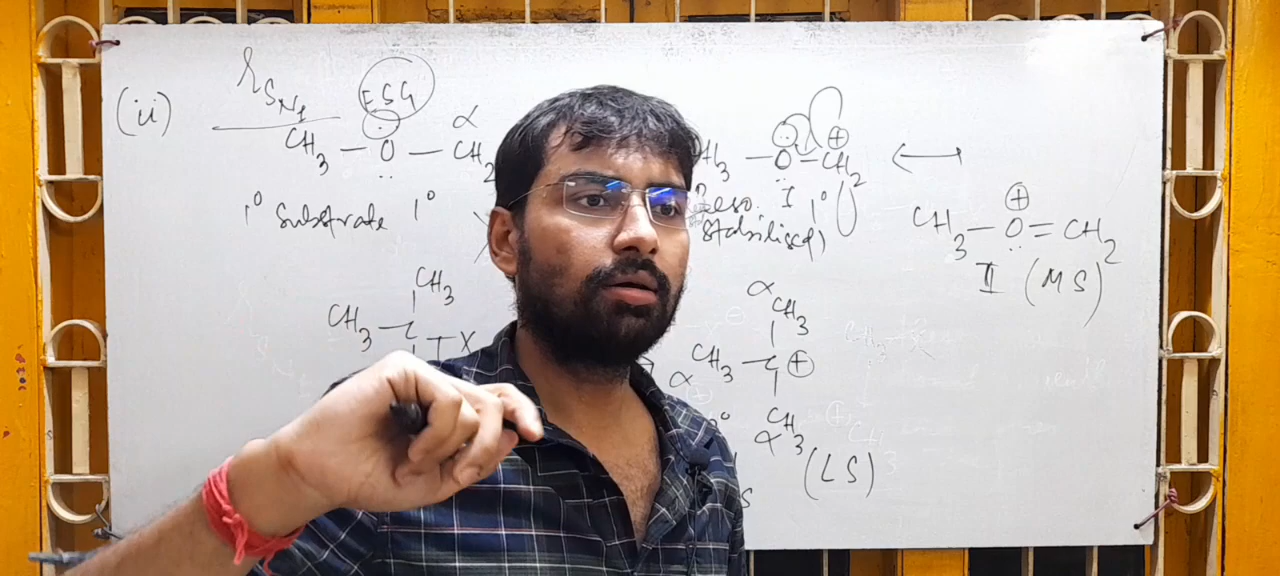 (ii) r SN1 ESG
CH3 — Ö — CH2 α
1° Substrate 1°
CH3 — Ö — CH2 ⊕ ⟷
Reso. I 1°
Stabilised)
CH3 — O = CH2 ⊕
II (MS)
CH3
CH3 — C — X
α CH3
CH3 — C ⊕
α
CH3
α
(LS)